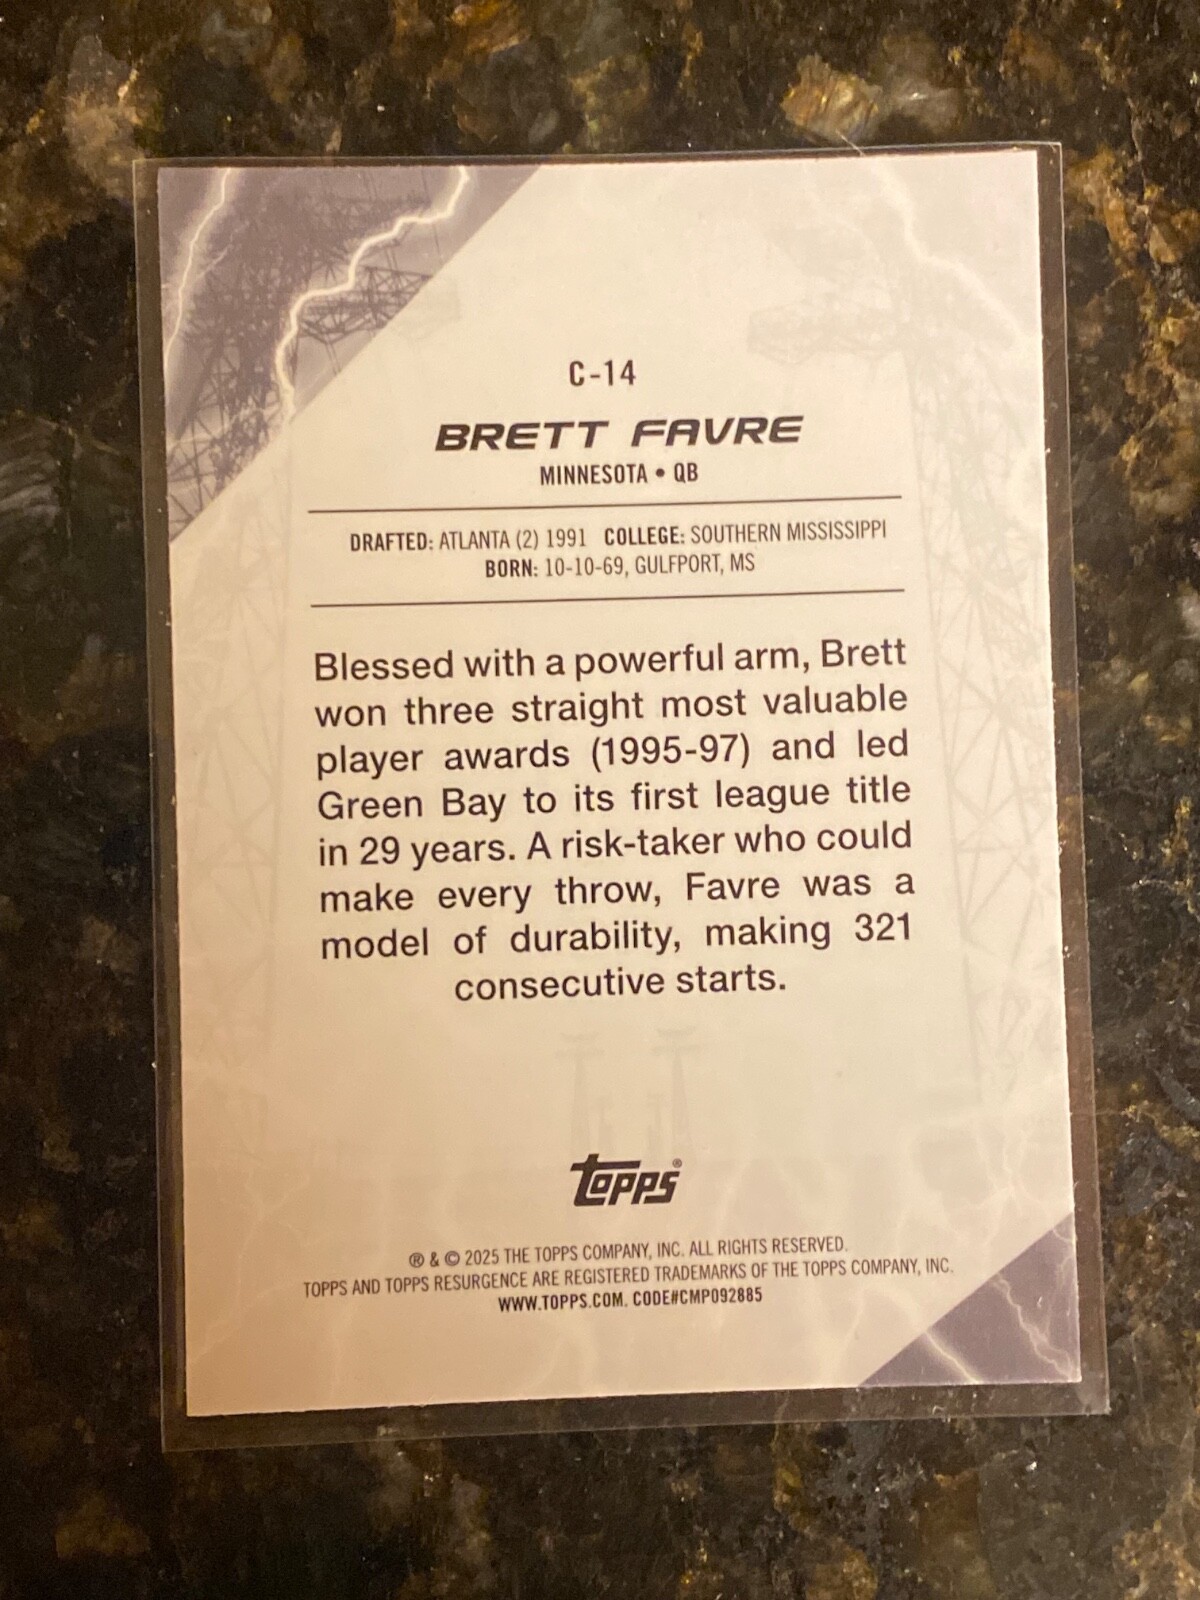 C-14
BRETT FAVRE
MINNESOTA • QB
DRAFTED: ATLANTA (2) 1991 COLLEGE: SOUTHERN MISSISSIPPI
BORN: 10-10-69, GULFPORT, MS
Blessed with a powerful arm, Brett
won three straight most valuable
player awards (1995-97) and led
Green Bay to its first league title
in 29 years. A risk-taker who could
make every throw, Favre was a
model of durability, making 321
consecutive starts.
topps®
® & © 2025 THE TOPPS COMPANY, INC. ALL RIGHTS RESERVED.
TOPPS AND TOPPS RESURGENCE ARE REGISTERED TRADEMARKS OF THE TOPPS COMPANY, INC.
WWW.TOPPS.COM. CODE#CMP092885